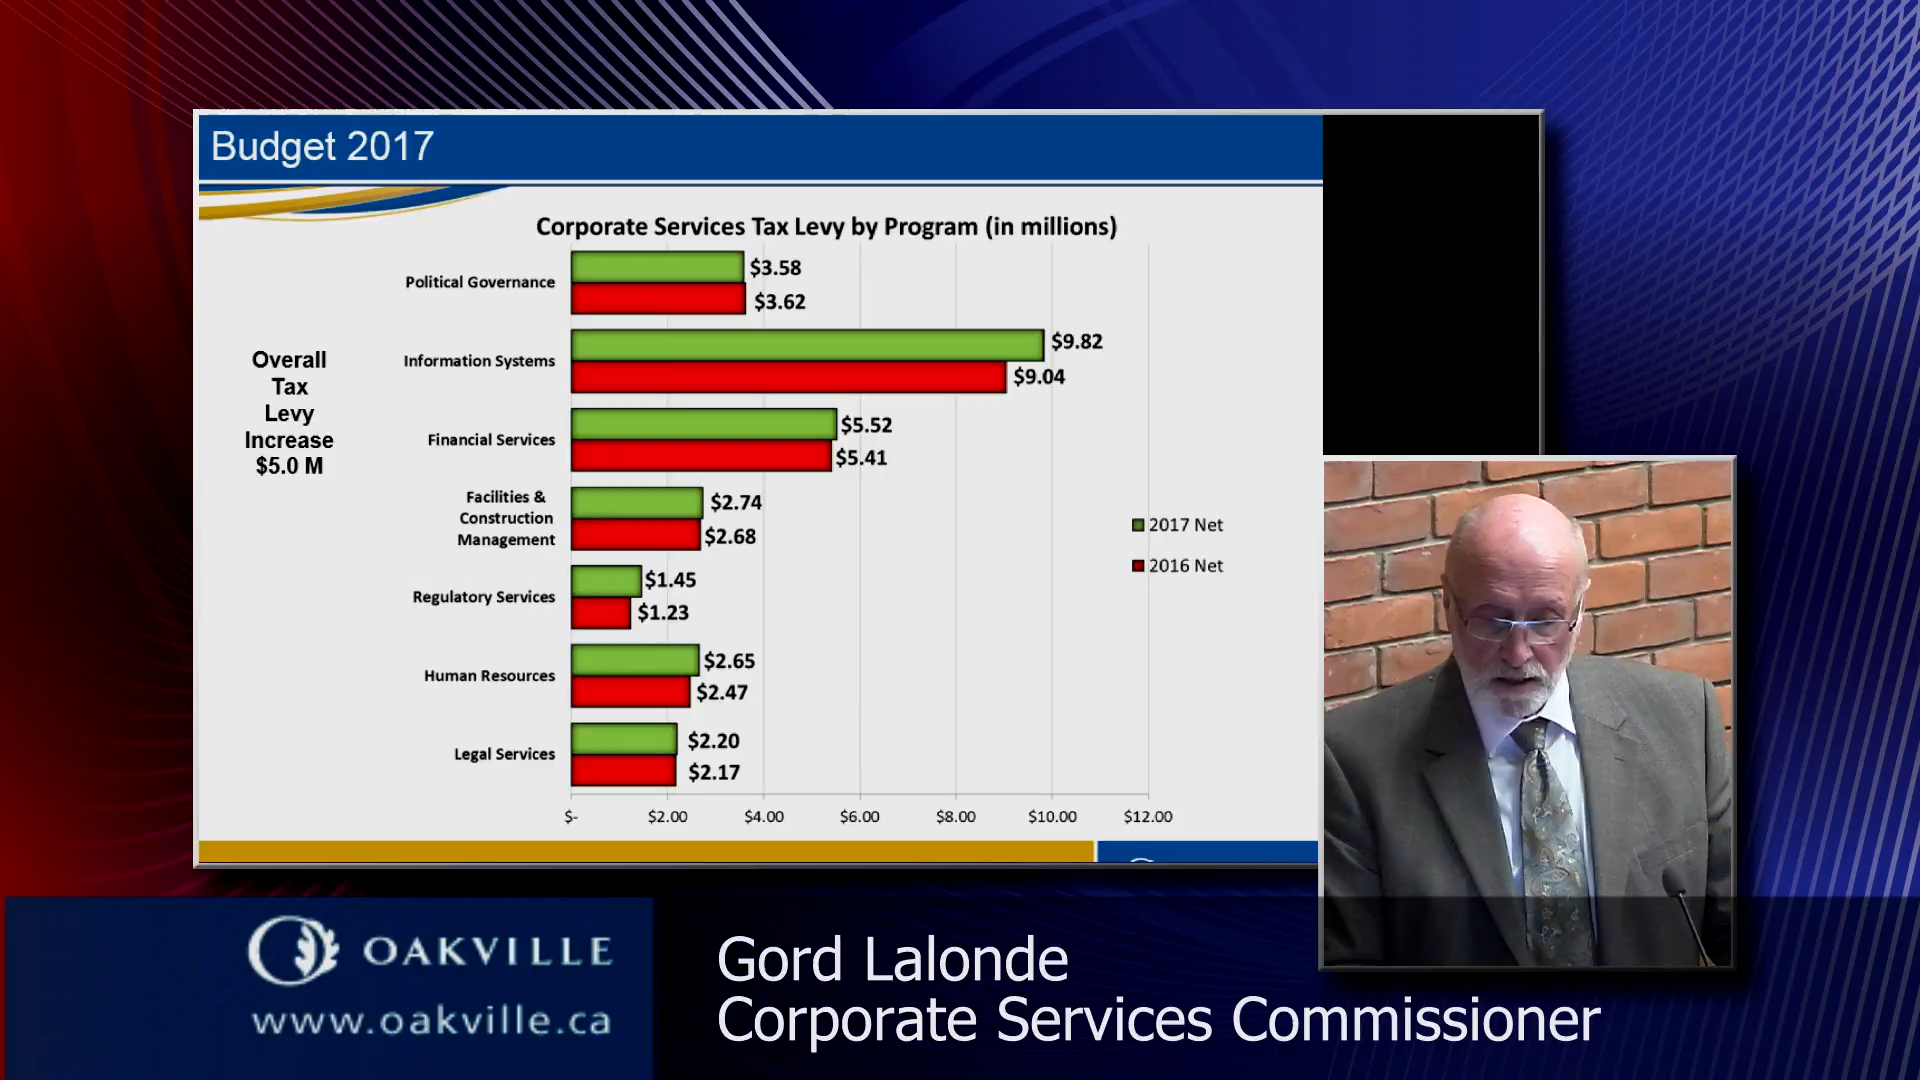 Budget 2017
Corporate Services Tax Levy by Program (in millions)
Overall
Tax
Levy
Increase
$5.0 M
Political Governance
$3.58
$3.62
Information Systems
$9.82
$9.04
Financial Services
$5.52
$5.41
Facilities &
Construction
Management
$2.74
$2.68
Regulatory Services
$1.45
$1.23
Human Resources
$2.65
$2.47
Legal Services
$2.20
$2.17
2017 Net
2016 Net
$- $2.00 $4.00 $6.00 $8.00 $10.00 $12.00
OAKVILLE
www.oakville.ca
Gord Lalonde
Corporate Services Commissioner